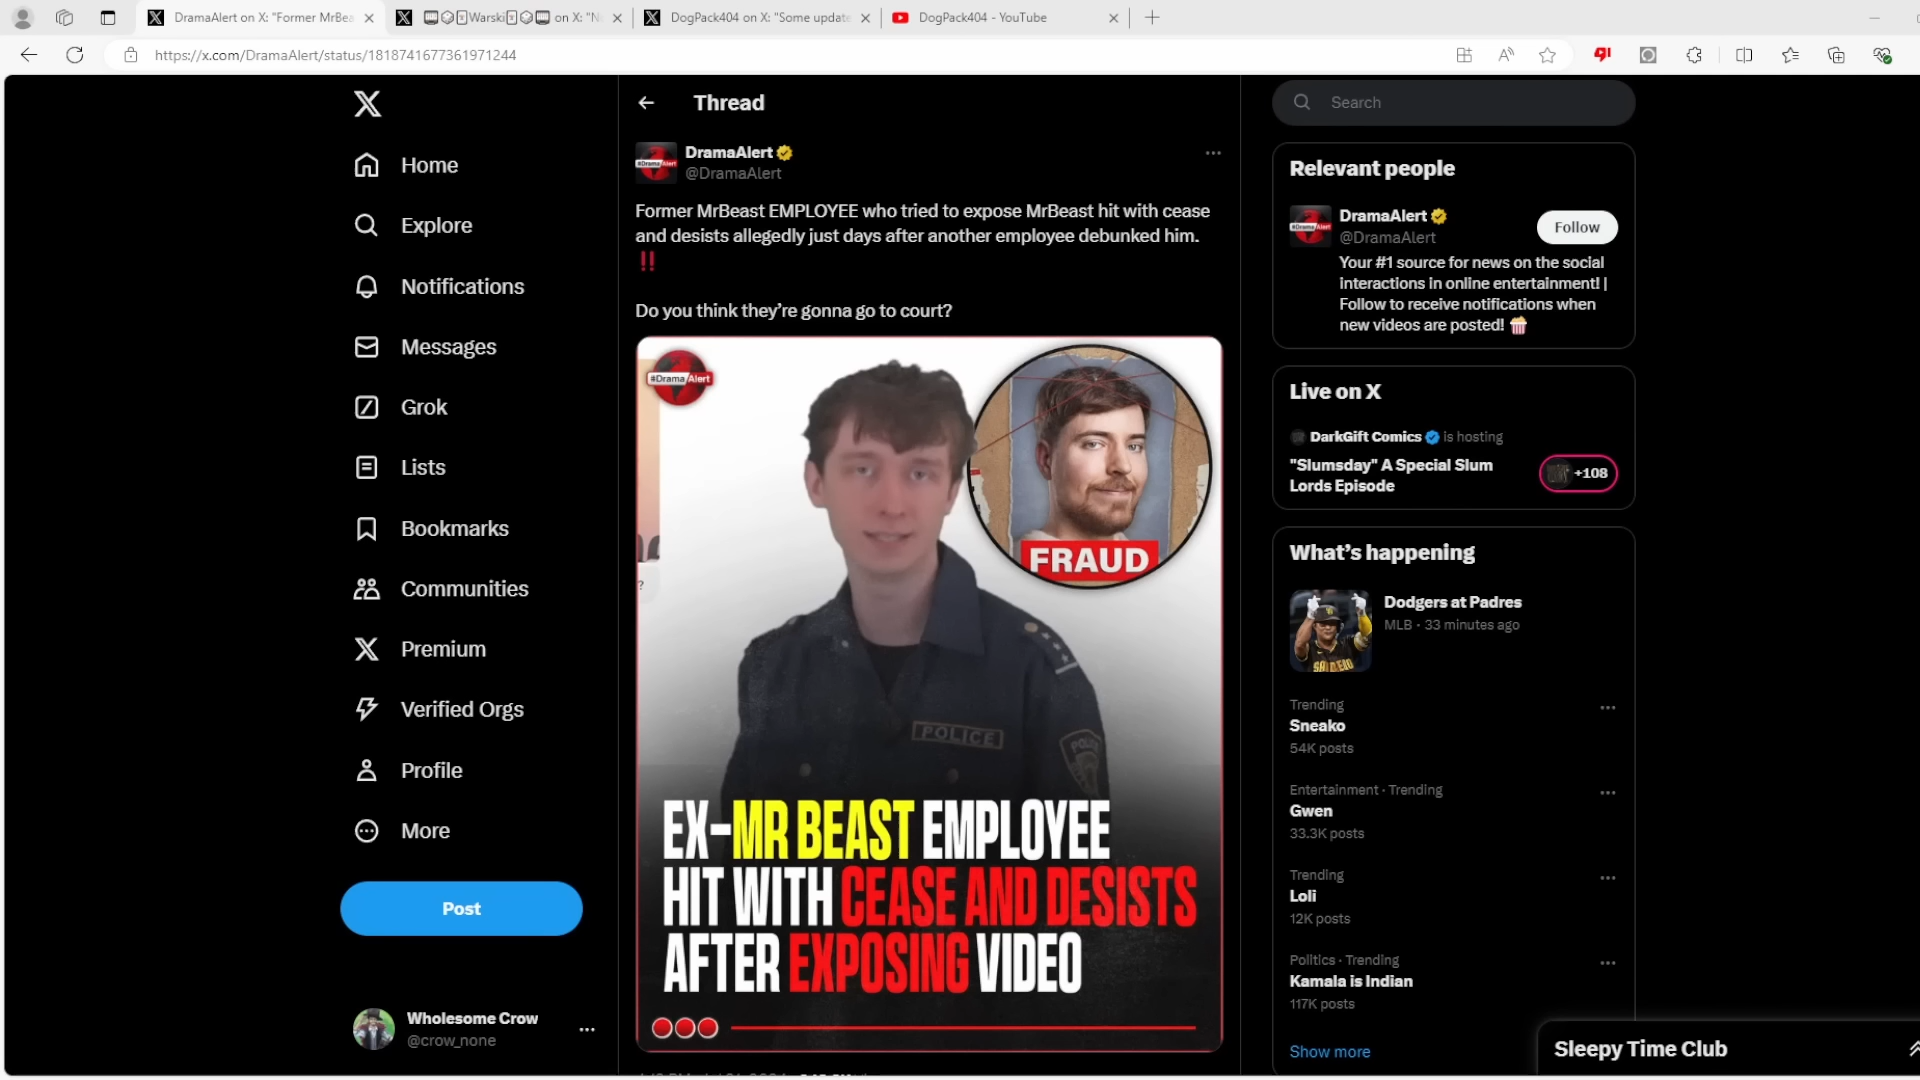 DramaAlert on X: "Former MrBea
Warski
on X: "N
DogPack404 on X: "Some update
DogPack404 - YouTube
https://x.com/DramaAlert/status/1818741677361971244
Home
Explore
Notifications
Messages
Grok
Lists
Bookmarks
Communities
Premium
Verified Orgs
Profile
More
Post
Wholesome Crow
@crow_none
Thread
DramaAlert
@DramaAlert
Former MrBeast EMPLOYEE who tried to expose MrBeast hit with cease
and desists allegedly just days after another employee debunked him.
‼
Do you think they're gonna go to court?
#DramaAlert
?
FRAUD
POLICE
EX-MR BEAST EMPLOYEE
HIT WITH CEASE AND DESISTS
AFTER EXPOSING VIDEO
Search
Relevant people
DramaAlert
@DramaAlert
Follow
Your #1 source for news on the social
interactions in online entertainment! |
Follow to receive notifications when
new videos are posted! 🍿
Live on X
DarkGift Comics is hosting
"Slumsday" A Special Slum
Lords Episode
+108
What's happening
Dodgers at Padres
MLB · 33 minutes ago
Trending
Sneako
54K posts
Entertainment · Trending
Gwen
33.3K posts
Trending
Loli
12K posts
Politics · Trending
Kamala is Indian
117K posts
Show more
Sleepy Time Club